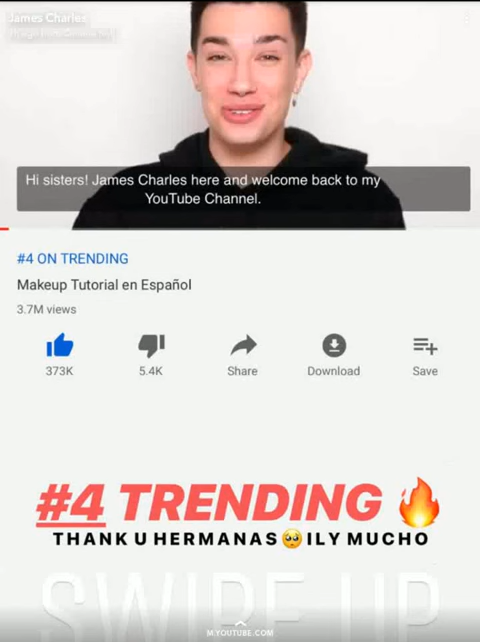 James Charles
Hi sisters! James Charles here and welcome back to my
YouTube Channel.
#4 ON TRENDING
Makeup Tutorial en Español
3.7M views
373K
5.4K
Share
Download
Save
#4 TRENDING 🔥
THANK U HERMANAS🥺ILY MUCHO
SWIPE UP
M.YOUTUBE.COM